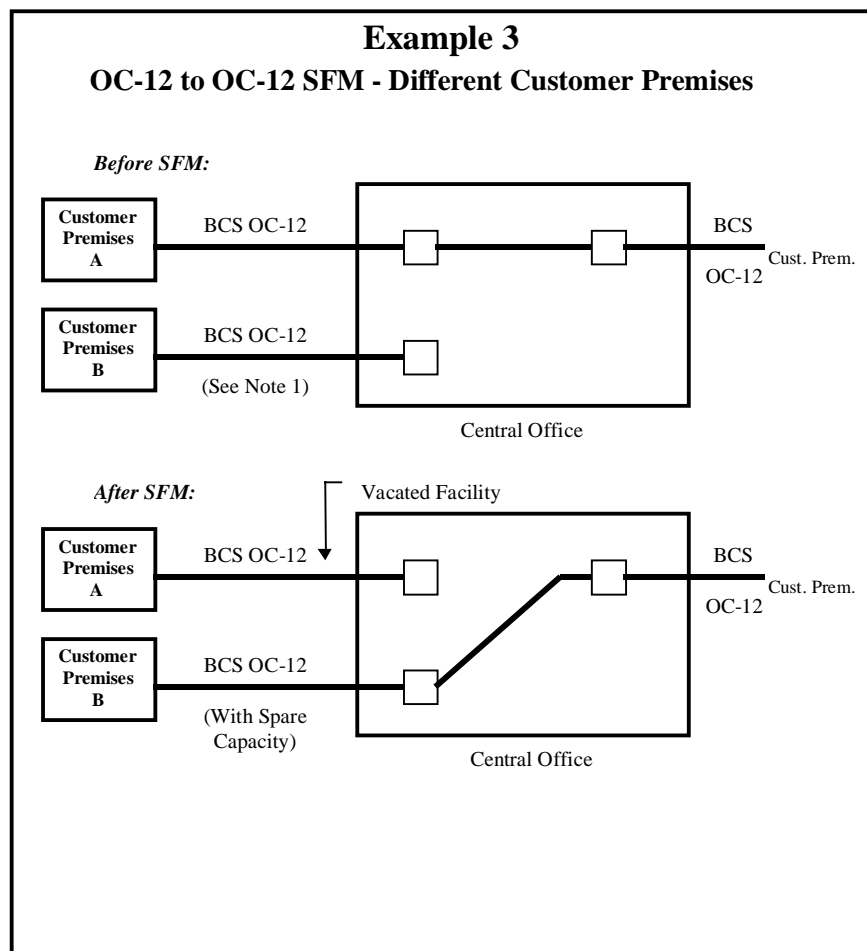 Example 3
OC-12 to OC-12 SFM - Different Customer Premises
Before SFM:
Customer
Premises
A
BCS OC-12
BCS
OC-12
Cust. Prem.
Customer
Premises
B
BCS OC-12
(See Note 1)
Central Office
After SFM:
Vacated Facility
Customer
Premises
A
BCS OC-12
BCS
OC-12
Cust. Prem.
Customer
Premises
B
BCS OC-12
(With Spare
Capacity)
Central Office